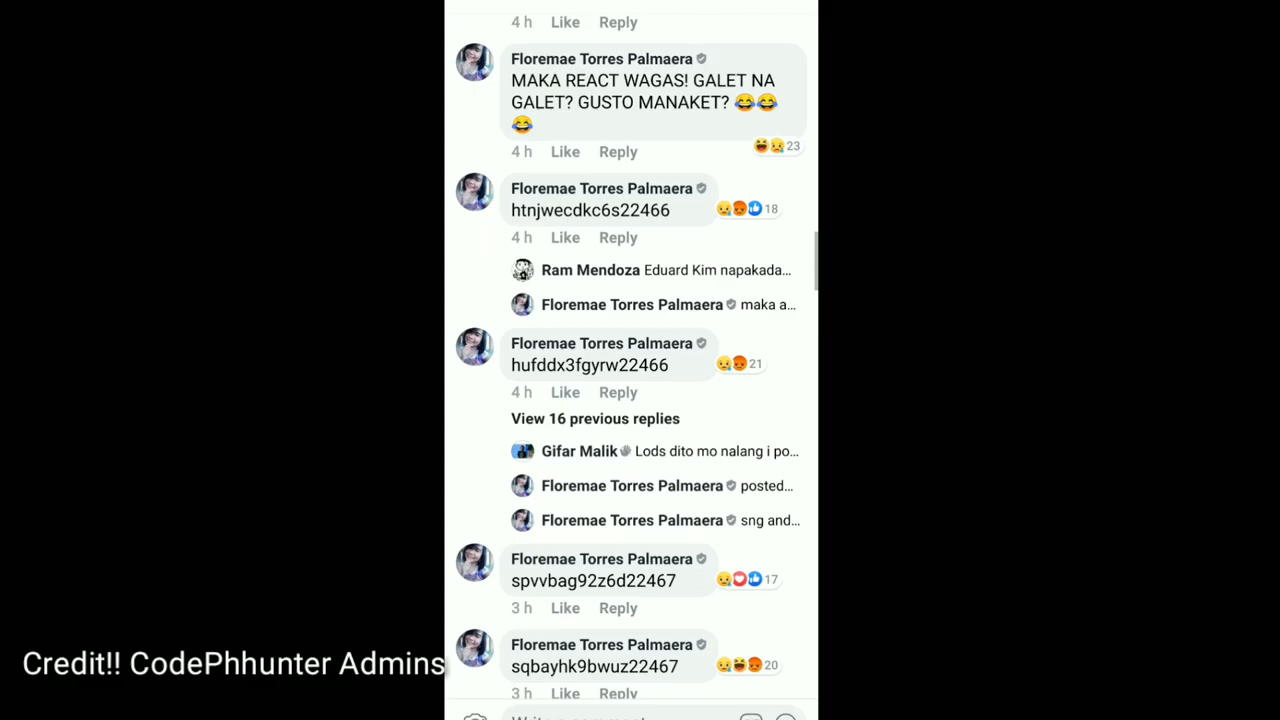 4 h Like Reply
Floremae Torres Palmaera
MAKA REACT WAGAS! GALET NA
GALET? GUSTO MANAKET? 😂😂
😂
23
4 h Like Reply
Floremae Torres Palmaera
htnjwecdkc6s22466
18
4 h Like Reply
Ram Mendoza Eduard Kim napakada...
Floremae Torres Palmaera maka a...
Floremae Torres Palmaera
hufddx3fgyrw22466
21
4 h Like Reply
View 16 previous replies
Gifar Malik Lods dito mo nalang i po...
Floremae Torres Palmaera posted...
Floremae Torres Palmaera sng and...
Floremae Torres Palmaera
spvvbag92z6d22467
17
3 h Like Reply
Floremae Torres Palmaera
sqbayhk9bwuz22467
20
3 h Like Reply
Credit!! CodePhhunter Admins